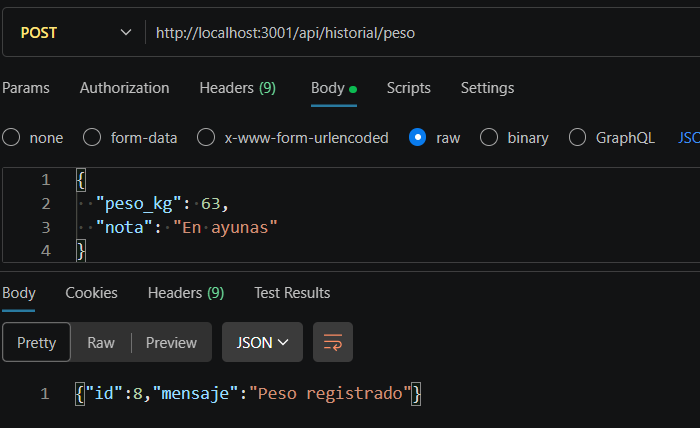 POST http://localhost:3001/api/historial/peso
Params Authorization Headers (9) Body Scripts Settings
none form-data x-www-form-urlencoded raw binary GraphQL JSO
1 {
2 "peso_kg": 63,
3 "nota": "En ayunas"
4 }
Body Cookies Headers (9) Test Results
Pretty Raw Preview JSON
1 {"id":8,"mensaje":"Peso registrado"}